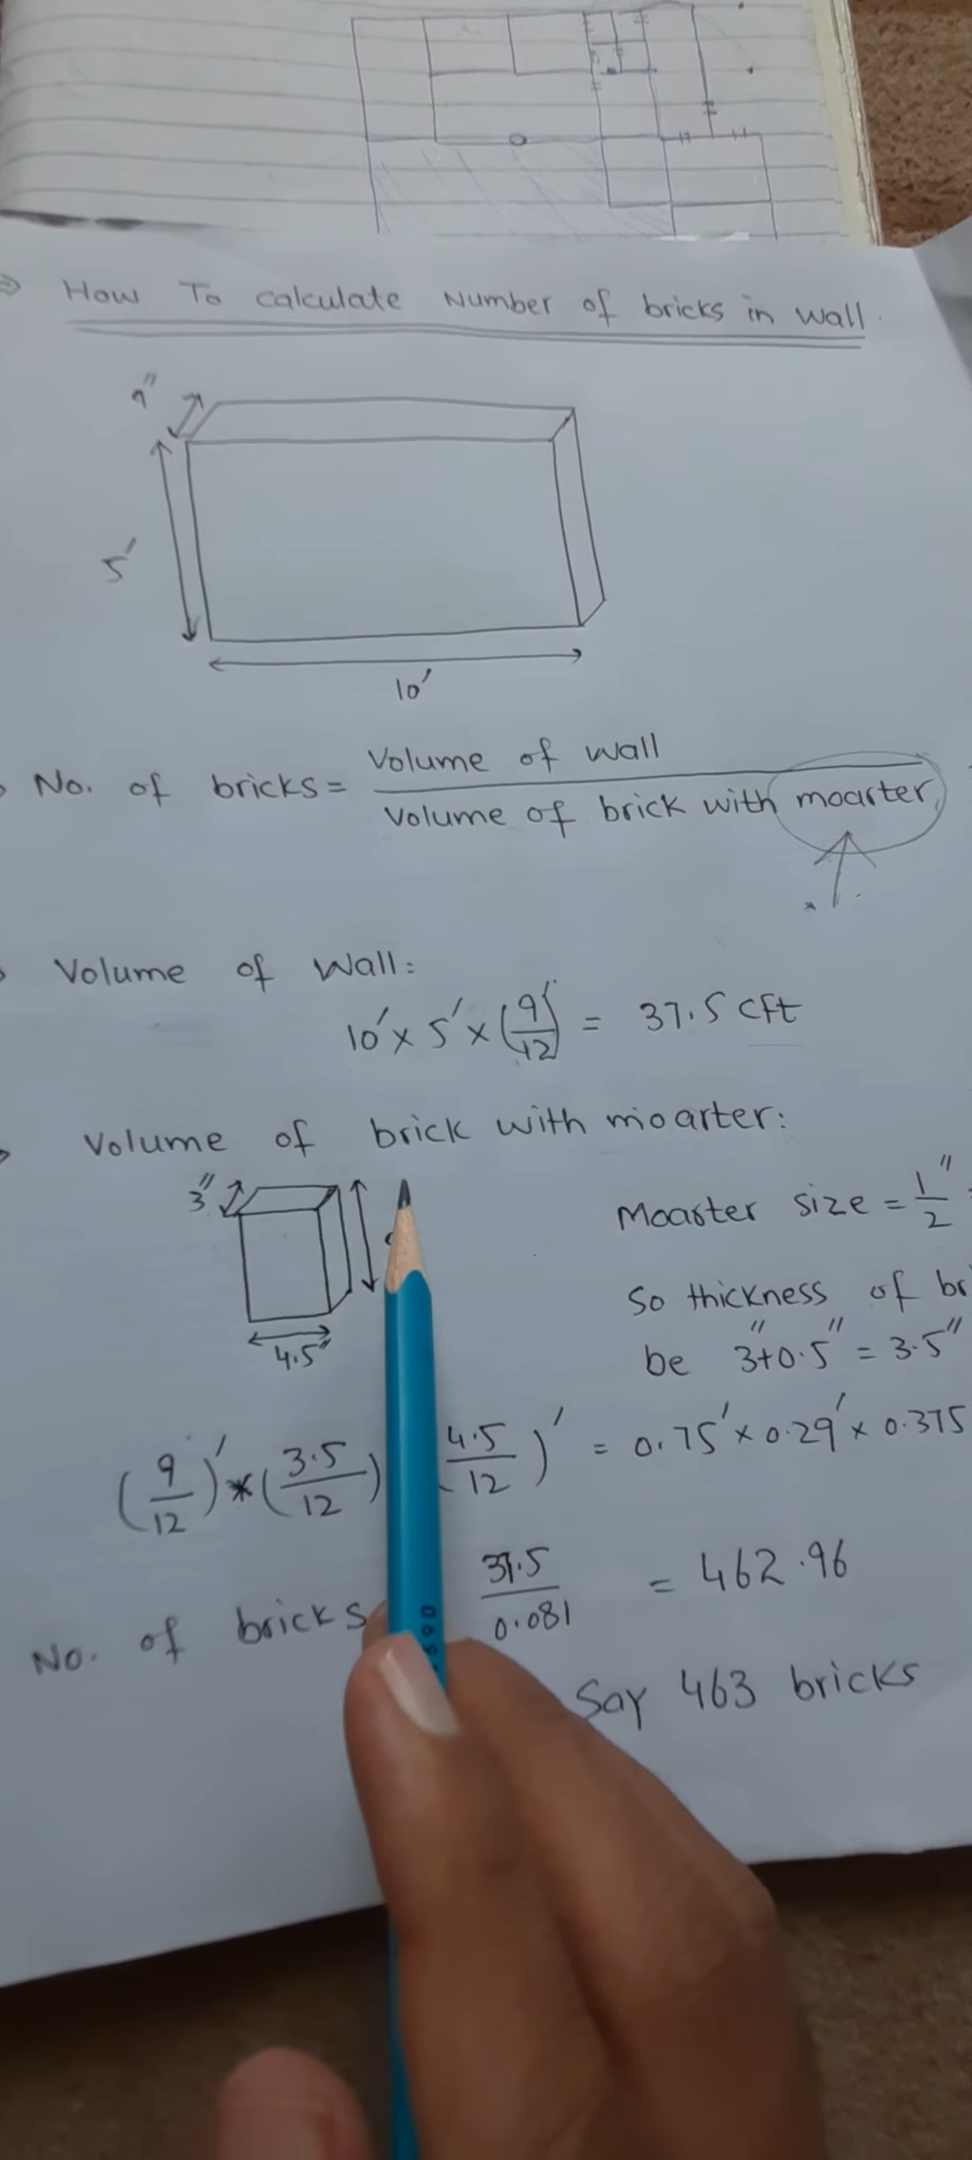 ⇒ How To calculate Number of bricks in wall.
9"
5'
10'
No. of bricks = Volume of wall / Volume of brick with moarter
Volume of wall:
10' x 5' x (9/12)' = 37.5 cft
Volume of brick with moarter:
3"
4.5"
Moarter size = 1/2"
So thickness of
be 3"+0.5" = 3.5"
(9/12)' * (3.5/12) (4.5/12)' = 0.75' x 0.29' x 0.375
No. of bricks 37.5/0.081 = 462.96
Say 463 bricks